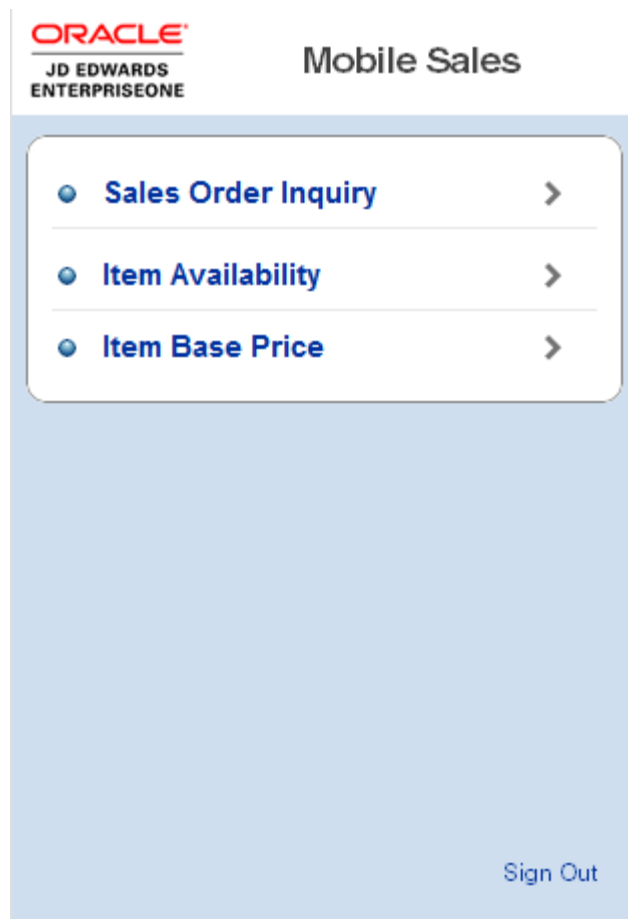 ORACLE
JD EDWARDS
ENTERPRISEONE
Mobile Sales
Sales Order Inquiry
Item Availability
Item Base Price
Sign Out